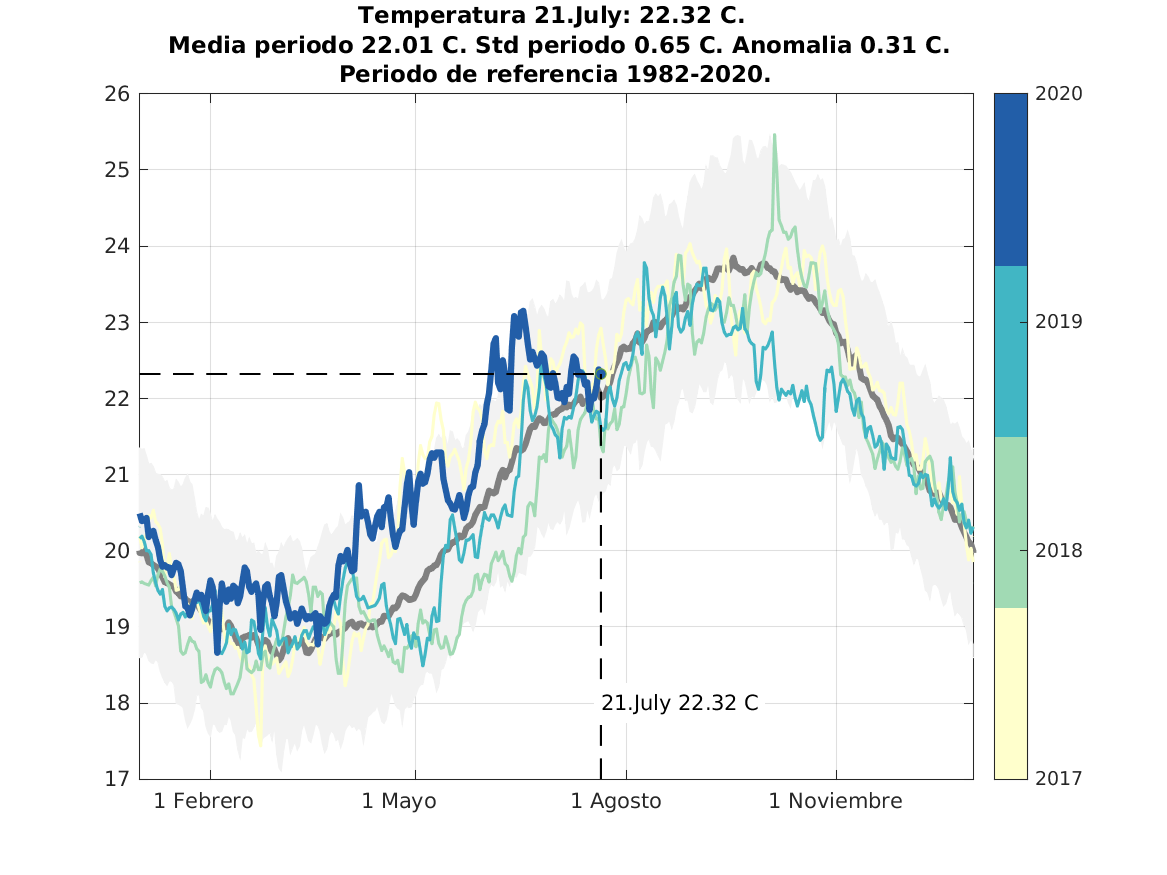 Temperatura 21.July: 22.32 C.
Media periodo 22.01 C. Std periodo 0.65 C. Anomalia 0.31 C.
Periodo de referencia 1982-2020.
26
25
24
23
22
21
20
19
18
17
1 Febrero
1 Mayo
1 Agosto
1 Noviembre
21.July 22.32 C
2020
2019
2018
2017